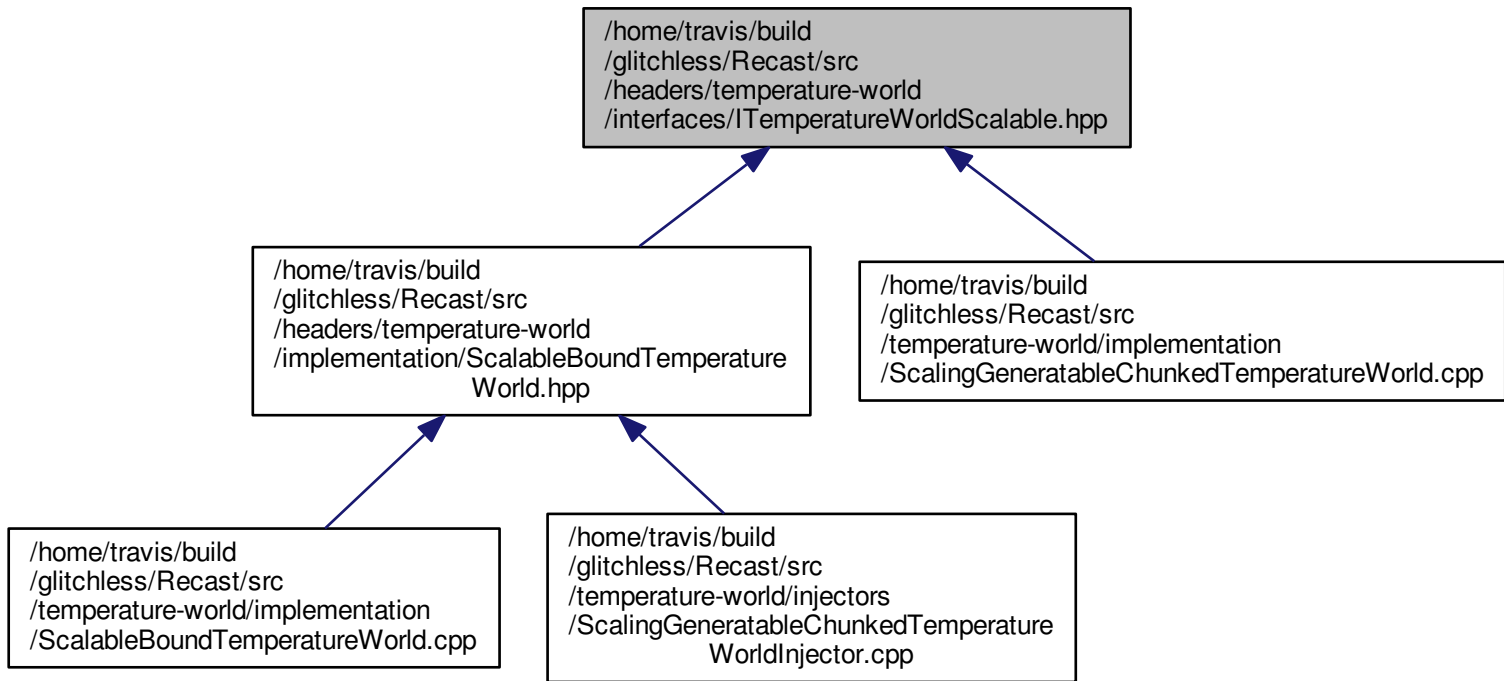 /home/travis/build
/glitchless/Recast/src
/headers/temperature-world
/interfaces/ITemperatureWorldScalable.hpp
/home/travis/build
/glitchless/Recast/src
/headers/temperature-world
/implementation/ScalableBoundTemperature
World.hpp
/home/travis/build
/glitchless/Recast/src
/temperature-world/implementation
/ScalingGeneratableChunkedTemperatureWorld.cpp
/home/travis/build
/glitchless/Recast/src
/temperature-world/implementation
/ScalableBoundTemperatureWorld.cpp
/home/travis/build
/glitchless/Recast/src
/temperature-world/injectors
/ScalingGeneratableChunkedTemperature
WorldInjector.cpp